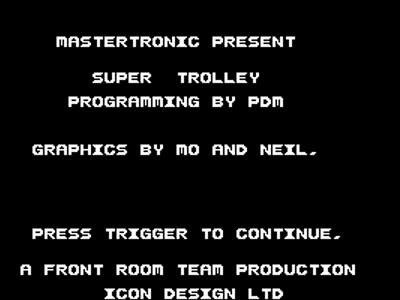 MASTERTRONIC PRESENT
SUPER TROLLEY
PROGRAMMING BY PDM
GRAPHICS BY MO AND NEIL.
PRESS TRIGGER TO CONTINUE.
A FRONT ROOM TEAM PRODUCTION
ICON DESIGN LTD